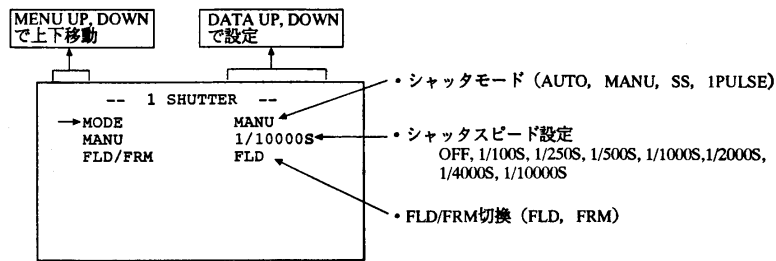 MENU UP, DOWN
で上下移動
DATA UP, DOWN
で設定
-- 1 SHUTTER --
→MODE MANU
MANU 1/10000S
FLD/FRM FLD
・シャッタモード（AUTO, MANU, SS, 1PULSE）
・シャッタスピード設定
OFF, 1/100S, 1/250S, 1/500S, 1/1000S,1/2000S,
1/4000S, 1/10000S
・FLD/FRM切換（FLD, FRM）